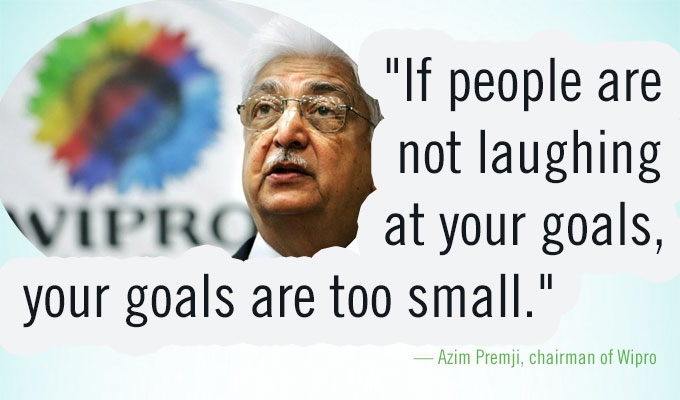 WIPRO
"If people are
not laughing
at your goals,
your goals are too small."
— Azim Premji, chairman of Wipro